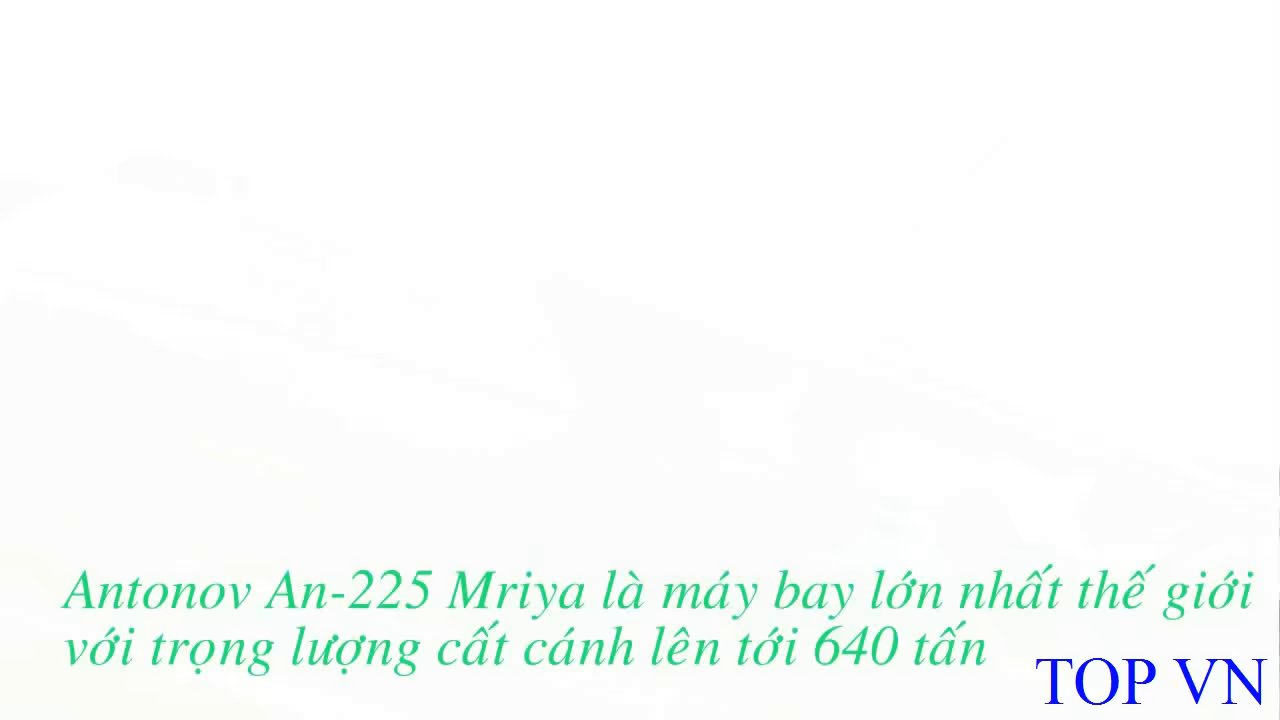 Antonov An-225 Mriya là máy bay lớn nhất thế giới
với trọng lượng cất cánh lên tới 640 tấn
TOP VN